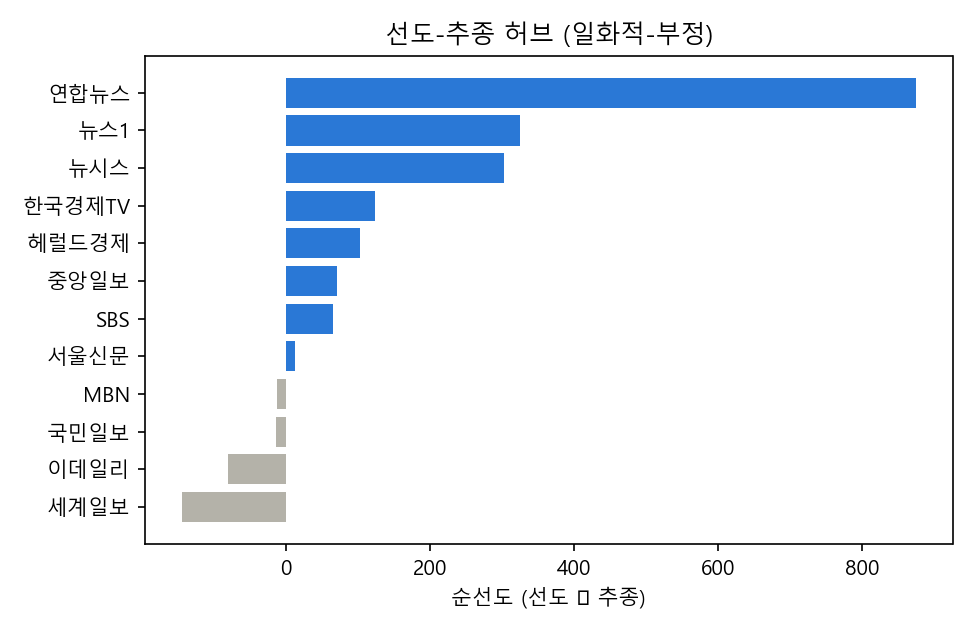 선도-추종 허브 (일화적-부정)
연합뉴스
뉴스1
뉴시스
한국경제TV
헤럴드경제
중앙일보
SBS
서울신문
MBN
국민일보
이데일리
세계일보
0 200 400 600 800
순선도 (선도 ▯ 추종)